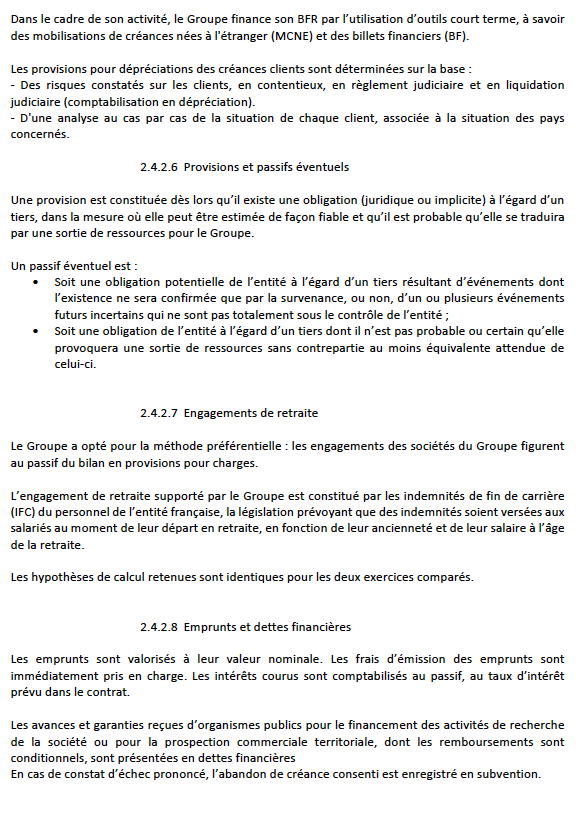 Dans le cadre de son activité, le Groupe finance son BFR par l’utilisation d’outils court terme, à savoir
des mobilisations de créances nées à l'étranger (MCNE) et des billets financiers (BF).
Les provisions pour dépréciations des créances clients sont déterminées sur la base :
- Des risques constatés sur les clients, en contentieux, en règlement judiciaire et en liquidation
judiciaire (comptabilisation en dépréciation).
- D'une analyse au cas par cas de la situation de chaque client, associée à la situation des pays
concernés.
2.4.2.6 Provisions et passifs éventuels
Une provision est constituée dès lors qu’il existe une obligation (juridique ou implicite) à l’égard d’un
tiers, dans la mesure où elle peut être estimée de façon fiable et qu’il est probable qu’elle se traduira
par une sortie de ressources pour le Groupe.
Un passif éventuel est :
• Soit une obligation potentielle de l’entité à l’égard d’un tiers résultant d’événements dont
l’existence ne sera confirmée que par la survenance, ou non, d’un ou plusieurs événements
futurs incertains qui ne sont pas totalement sous le contrôle de l’entité ;
• Soit une obligation de l’entité à l’égard d’un tiers dont il n’est pas probable ou certain qu’elle
provoquera une sortie de ressources sans contrepartie au moins équivalente attendue de
celui-ci.
2.4.2.7 Engagements de retraite
Le Groupe a opté pour la méthode préférentielle : les engagements des sociétés du Groupe figurent
au passif du bilan en provisions pour charges.
L’engagement de retraite supporté par le Groupe est constitué par les indemnités de fin de carrière
(IFC) du personnel de l’entité française, la législation prévoyant que des indemnités soient versées aux
salariés au moment de leur départ en retraite, en fonction de leur ancienneté et de leur salaire à l’âge
de la retraite.
Les hypothèses de calcul retenues sont identiques pour les deux exercices comparés.
2.4.2.8 Emprunts et dettes financières
Les emprunts sont valorisés à leur valeur nominale. Les frais d’émission des emprunts sont
immédiatement pris en charge. Les intérêts courus sont comptabilisés au passif, au taux d’intérêt
prévu dans le contrat.
Les avances et garanties reçues d’organismes publics pour le financement des activités de recherche
de la société ou pour la prospection commerciale territoriale, dont les remboursements sont
conditionnels, sont présentées en dettes financières
En cas de constat d’échec prononcé, l’abandon de créance consenti est enregistré en subvention.